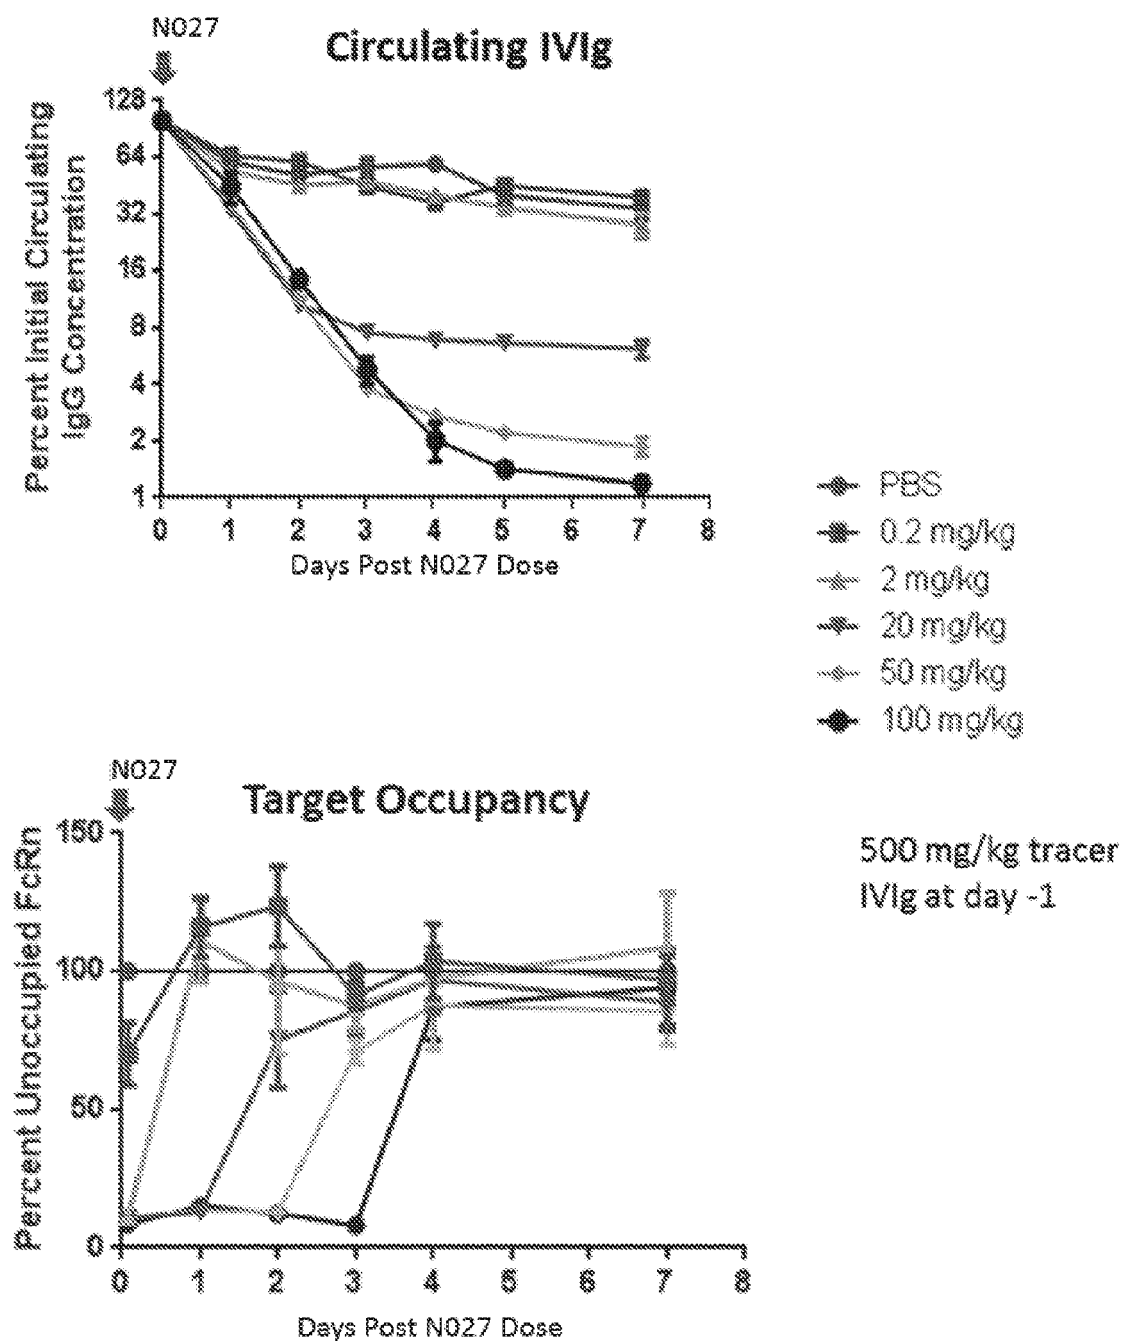 N027
Circulating IVIg
Percent Initial Circulating
IgG Concentration
128
64
32
16
8
4
2
1
0 1 2 3 4 5 6 7 8
Days Post N027 Dose
PBS
0.2 mg/kg
2 mg/kg
20 mg/kg
50 mg/kg
100 mg/kg
N027
Target Occupancy
Percent Unoccupied FcRn
150
100
50
0
0 1 2 3 4 5 6 7 8
Days Post N027 Dose
500 mg/kg tracer
IVIg at day -1